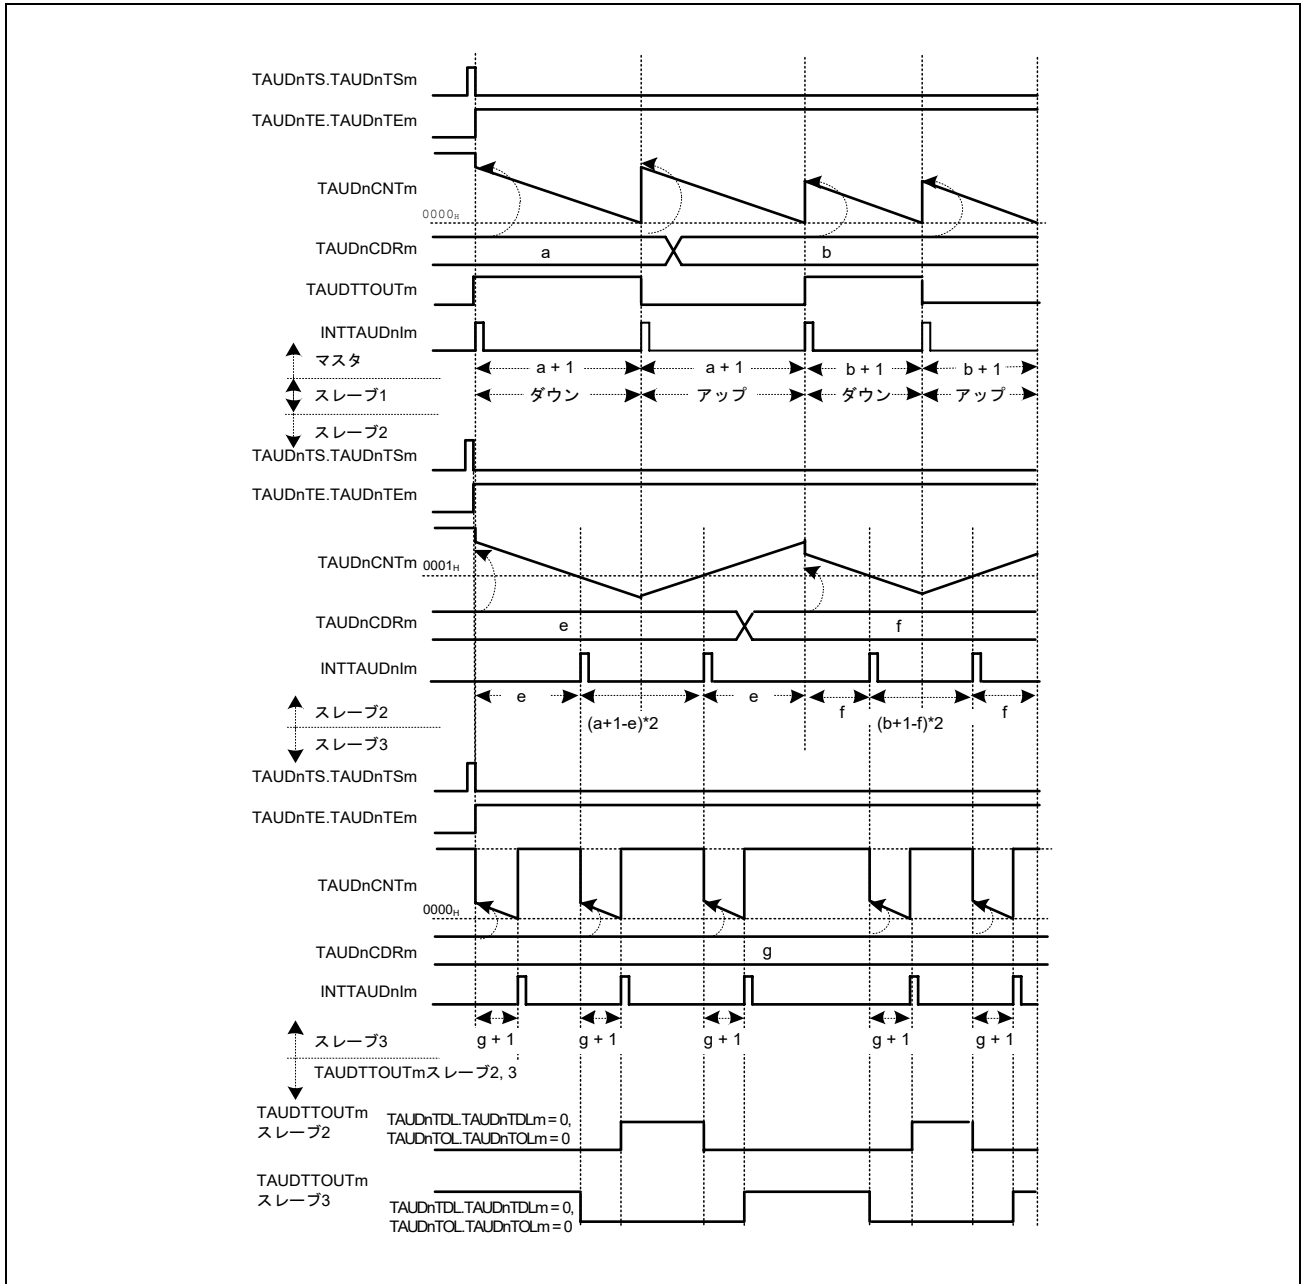 TAUDnTS.TAUDnTSm
TAUDnTE.TAUDnTEm
TAUDnCNTm
0000H
TAUDnCDRm
a
b
TAUDTTOUTm
INTTAUDnIm
マスタ
a + 1
a + 1
b + 1
b + 1
スレーブ1
ダウン
アップ
ダウン
アップ
スレーブ2
TAUDnTS.TAUDnTSm
TAUDnTE.TAUDnTEm
TAUDnCNTm
0001H
TAUDnCDRm
e
f
INTTAUDnIm
e
(a+1-e)*2
e
f
(b+1-f)*2
f
スレーブ2
スレーブ3
TAUDnTS.TAUDnTSm
TAUDnTE.TAUDnTEm
TAUDnCNTm
0000H
TAUDnCDRm
g
INTTAUDnIm
g + 1
g + 1
g + 1
g + 1
g + 1
スレーブ3
TAUDTTOUTmスレーブ2, 3
TAUDTTOUTm
スレーブ2
TAUDnTDL.TAUDnTDLm = 0,
TAUDnTOL.TAUDnTOLm = 0
TAUDTTOUTm
スレーブ3
TAUDnTDL.TAUDnTDLm = 0,
TAUDnTOL.TAUDnTOLm = 0